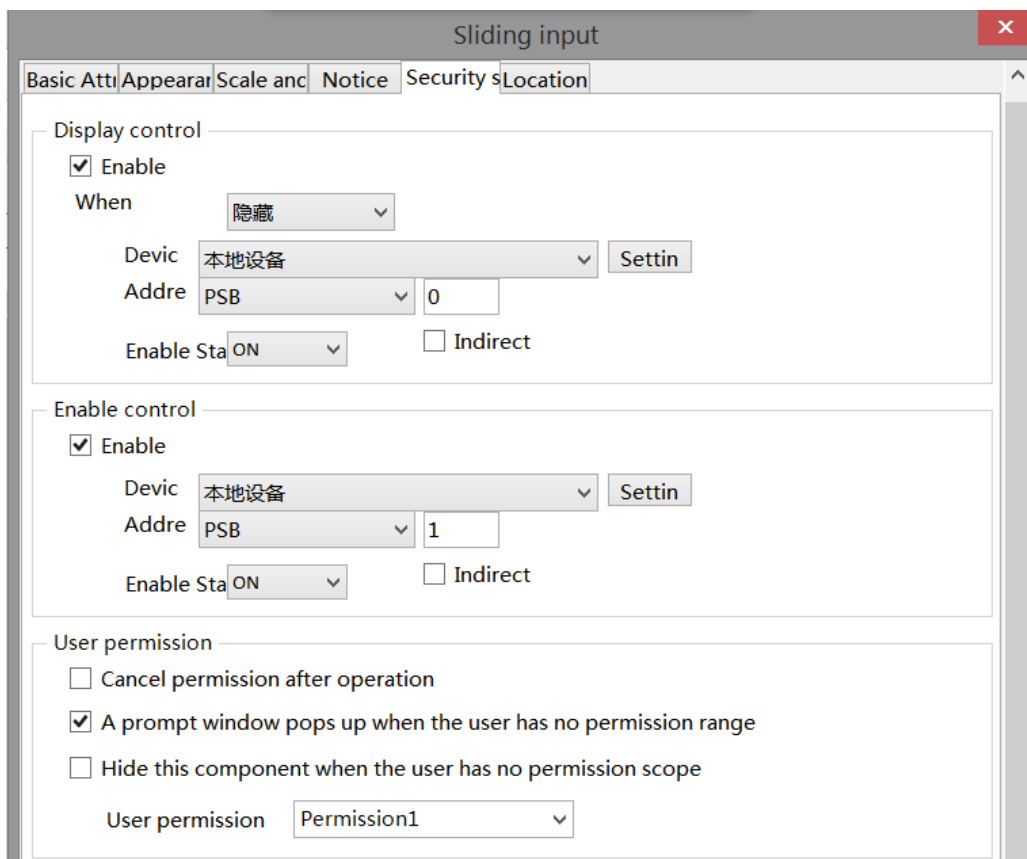 Sliding input
Basic Attı Appearaı Scale anc Notice Security s Location
Display control
Enable
When 隐藏
Devic 本地设备 Settin
Addre PSB 0
Enable Sta ON Indirect
Enable control
Enable
Devic 本地设备 Settin
Addre PSB 1
Enable Sta ON Indirect
User permission
Cancel permission after operation
A prompt window pops up when the user has no permission range
Hide this component when the user has no permission scope
User permission Permission1